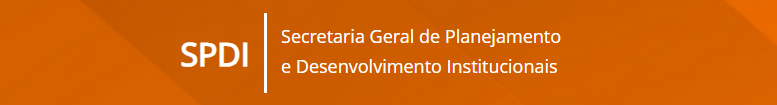 SPDI
Secretaria Geral de Planejamento
e Desenvolvimento Institucionais